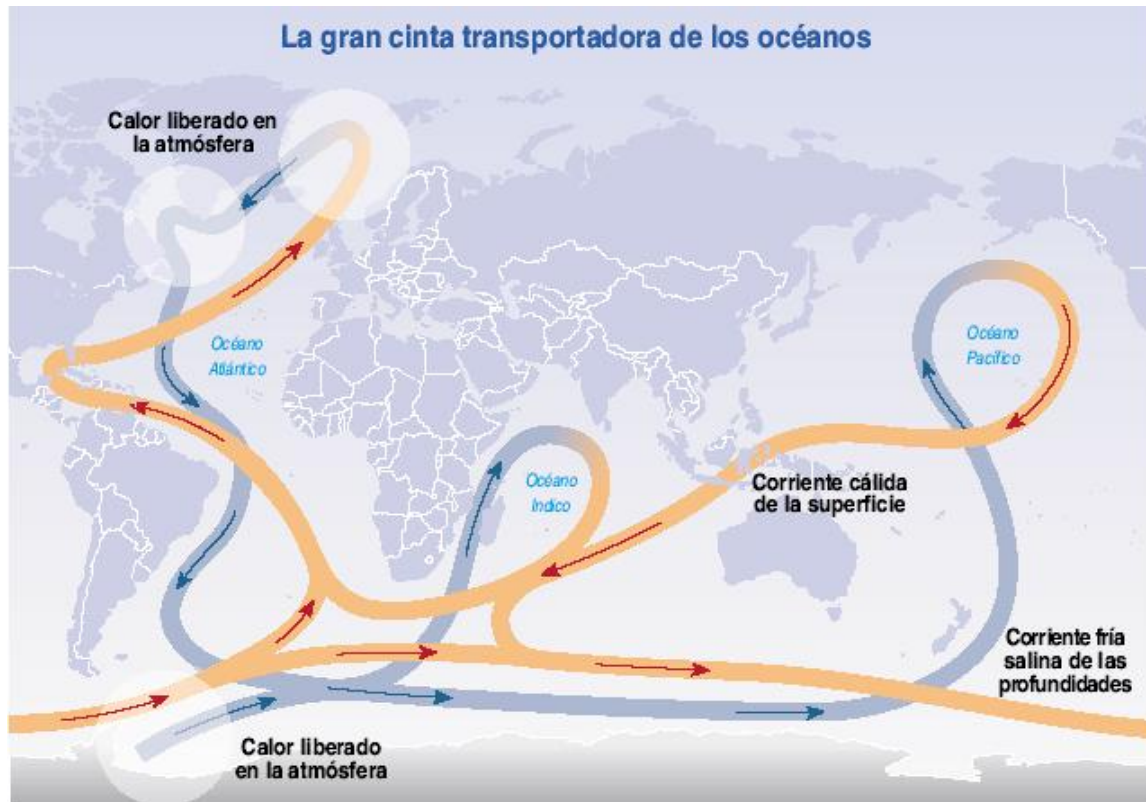 La gran cinta transportadora de los océanos
Calor liberado en
la atmósfera
Océano
Atlántico
Océano
Pacífico
Océano
Indico
Corriente cálida
de la superficie
Corriente fría
salina de las
profundidades
Calor liberado
en la atmósfera